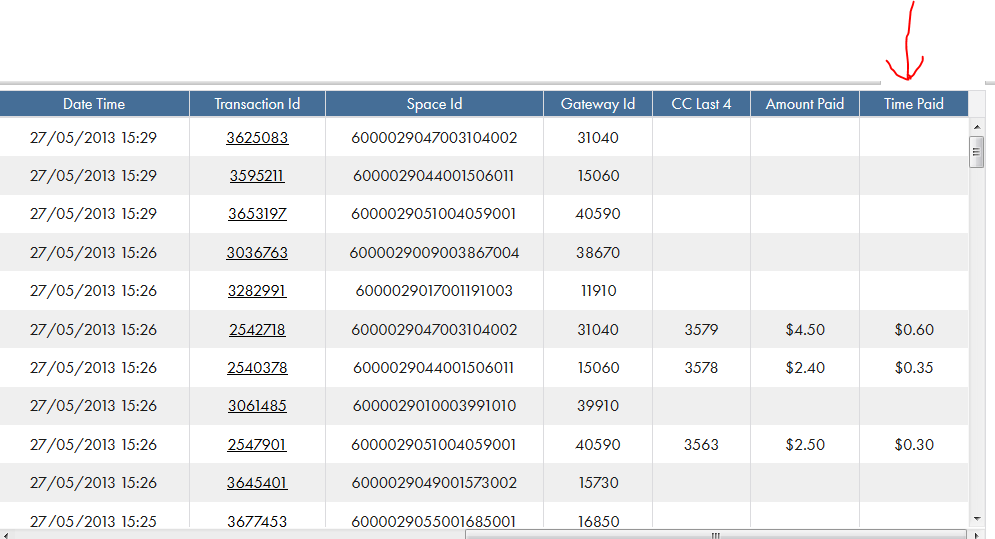 Date Time Transaction Id Space Id Gateway Id CC Last 4 Amount Paid Time Paid
27/05/2013 15:29 3625083 6000029047003104002 31040
27/05/2013 15:29 3595211 6000029044001506011 15060
27/05/2013 15:29 3653197 6000029051004059001 40590
27/05/2013 15:26 3036763 6000029009003867004 38670
27/05/2013 15:26 3282991 6000029017001191003 11910
27/05/2013 15:26 2542718 6000029047003104002 31040 3579 $4.50 $0.60
27/05/2013 15:26 2540378 6000029044001506011 15060 3578 $2.40 $0.35
27/05/2013 15:26 3061485 6000029010003991010 39910
27/05/2013 15:26 2547901 6000029051004059001 40590 3563 $2.50 $0.30
27/05/2013 15:26 3645401 6000029049001573002 15730
27/05/2013 15:25 3677453 6000029055001685001 16850